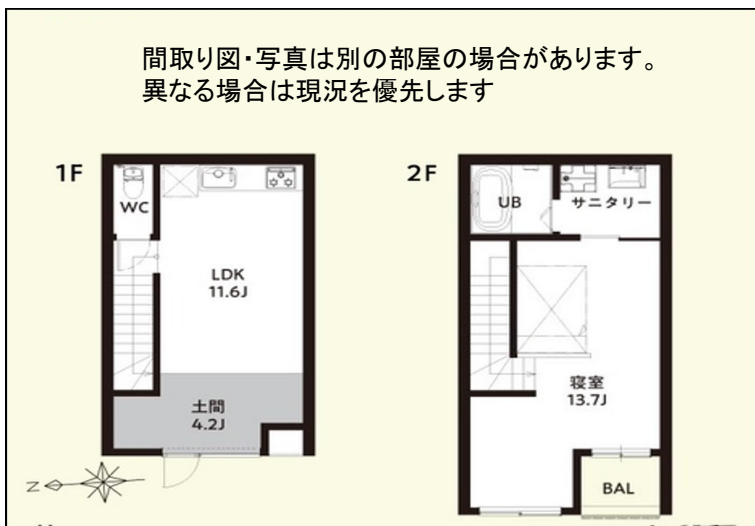 間取り図・写真は別の部屋の場合があります。
異なる場合は現況を優先します
1F
WC
LDK
11.6J
土間
4.2J
Z
2F
UB
サニタリー
寝室
13.7J
BAL